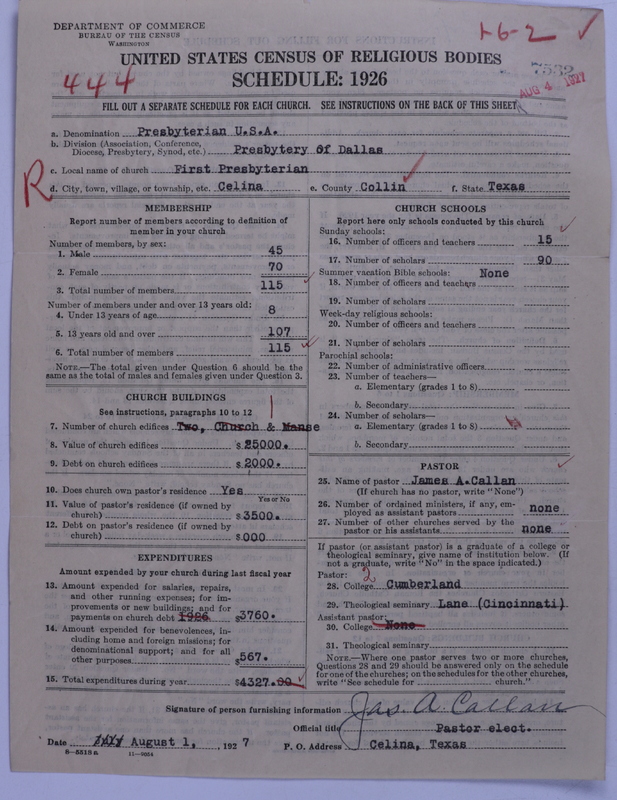 DEPARTMENT OF COMMERCE
BUREAU OF THE CENSUS
WASHINGTON
1-6-2
UNITED STATES CENSUS OF RELIGIOUS BODIES
SCHEDULE: 1926
444
7532
AUG 4 1927
FILL OUT A SEPARATE SCHEDULE FOR EACH CHURCH. SEE INSTRUCTIONS ON THE BACK OF THIS SHEET
a. Denomination Presbyterian U.S.A.
b. Division (Association, Conference, Diocese, Presbytery, Synod, etc.) Presbytery of Dallas
c. Local name of church First Presbyterian
R
d. City, town, village, or township, etc. Celina e. County Collin f. State Texas
MEMBERSHIP
Report number of members according to definition of
member in your church
Number of members, by sex:
1. Male 45
2. Female 70
3. Total number of members 115
Number of members under and over 13 years old:
4. Under 13 years of age 8
5. 13 years old and over 107
6. Total number of members 115
NOTE.—The total given under Question 6 should be the
same as the total of males and females given under Question 3.
CHURCH BUILDINGS
See instructions, paragraphs 10 to 12
1
7. Number of church edifices Two, Church & Manse
8. Value of church edifices $ 25000.
9. Debt on church edifices $ 2000.
10. Does church own pastor's residence Yes
Yes or No
11. Value of pastor's residence (if owned by
church) $ 3500.
12. Debt on pastor's residence (if owned by
church) $ 000
EXPENDITURES
Amount expended by your church during last fiscal year
13. Amount expended for salaries, repairs,
and other running expenses; for im-
provements or new buildings; and for
payments on church debt 1926 $3760.
14. Amount expended for benevolences, in-
cluding home and foreign missions; for
denominational support; and for all
other purposes $567.
15. Total expenditures during year $4327.00
CHURCH SCHOOLS
Report here only schools conducted by this church
Sunday schools:
16. Number of officers and teachers 15
17. Number of scholars 90
Summer vacation Bible schools: None
18. Number of officers and teachers
19. Number of scholars
Week-day religious schools:
20. Number of officers and teachers
21. Number of scholars
Parochial schools:
22. Number of administrative officers
23. Number of teachers—
a. Elementary (grades 1 to 8)
b. Secondary
24. Number of scholars—
a. Elementary (grades 1 to 8)
b. Secondary
PASTOR
25. Name of pastor James A.Callan
(If church has no pastor, write "None")
26. Number of ordained ministers, if any, em-
ployed as assistant pastors none
27. Number of other churches served by the
pastor or his assistants none
If pastor (or assistant pastor) is a graduate of a college or
theological seminary, give name of institution below. (If
not a graduate, write "No" in the space indicated.)
Pastor: 2
28. College Cumberland
29. Theological seminary Lane (Cincinnati)
Assistant pastor:
30. College None
31. Theological seminary
NOTE.—Where one pastor serves two or more churches,
Questions 28 and 29 should be answered only on the schedule
for one of the churches; on the schedules for the other churches,
write "See schedule for church."
Signature of person furnishing information Jas. A. Callan
Official title Pastor elect.
Date August 1, 1927 P. O. Address Celina, Texas
8—5518a 11—9024